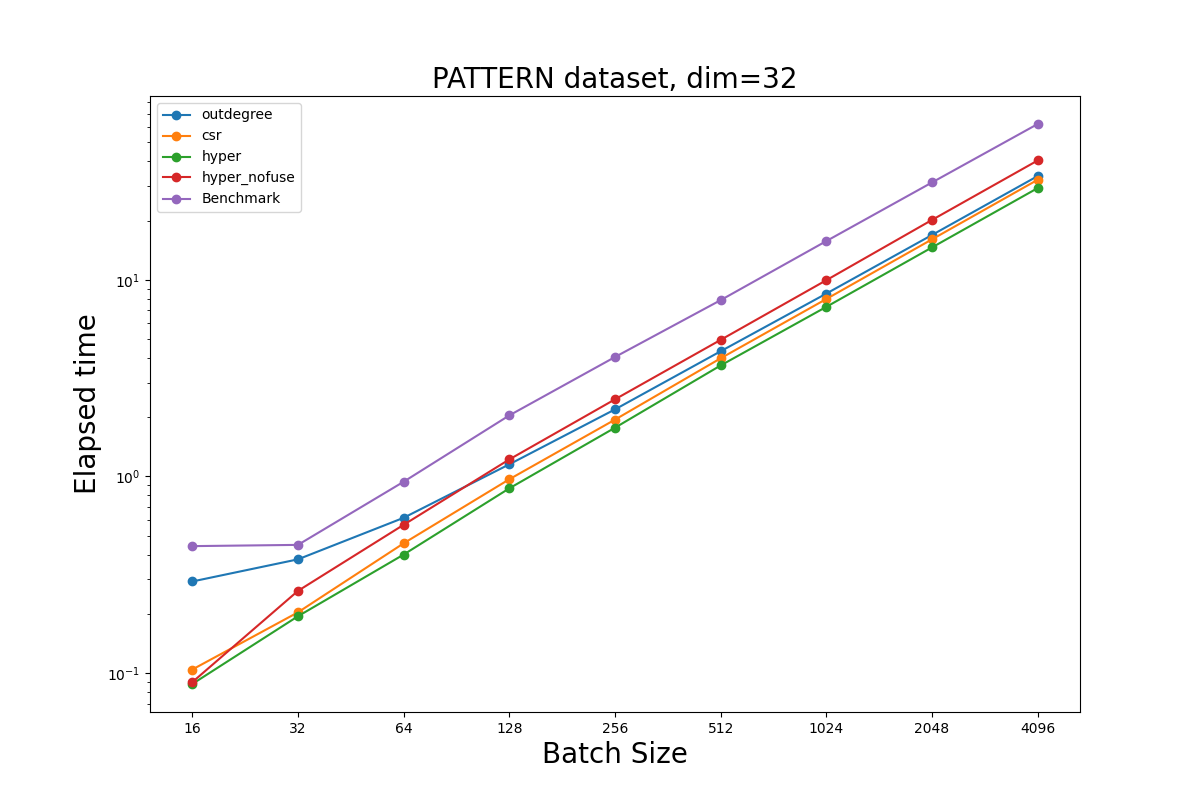 PATTERN dataset, dim=32
outdegree
csr
hyper
hyper_nofuse
Benchmark
Elapsed time
10¹
10⁰
10⁻¹
16 32 64 128 256 512 1024 2048 4096
Batch Size